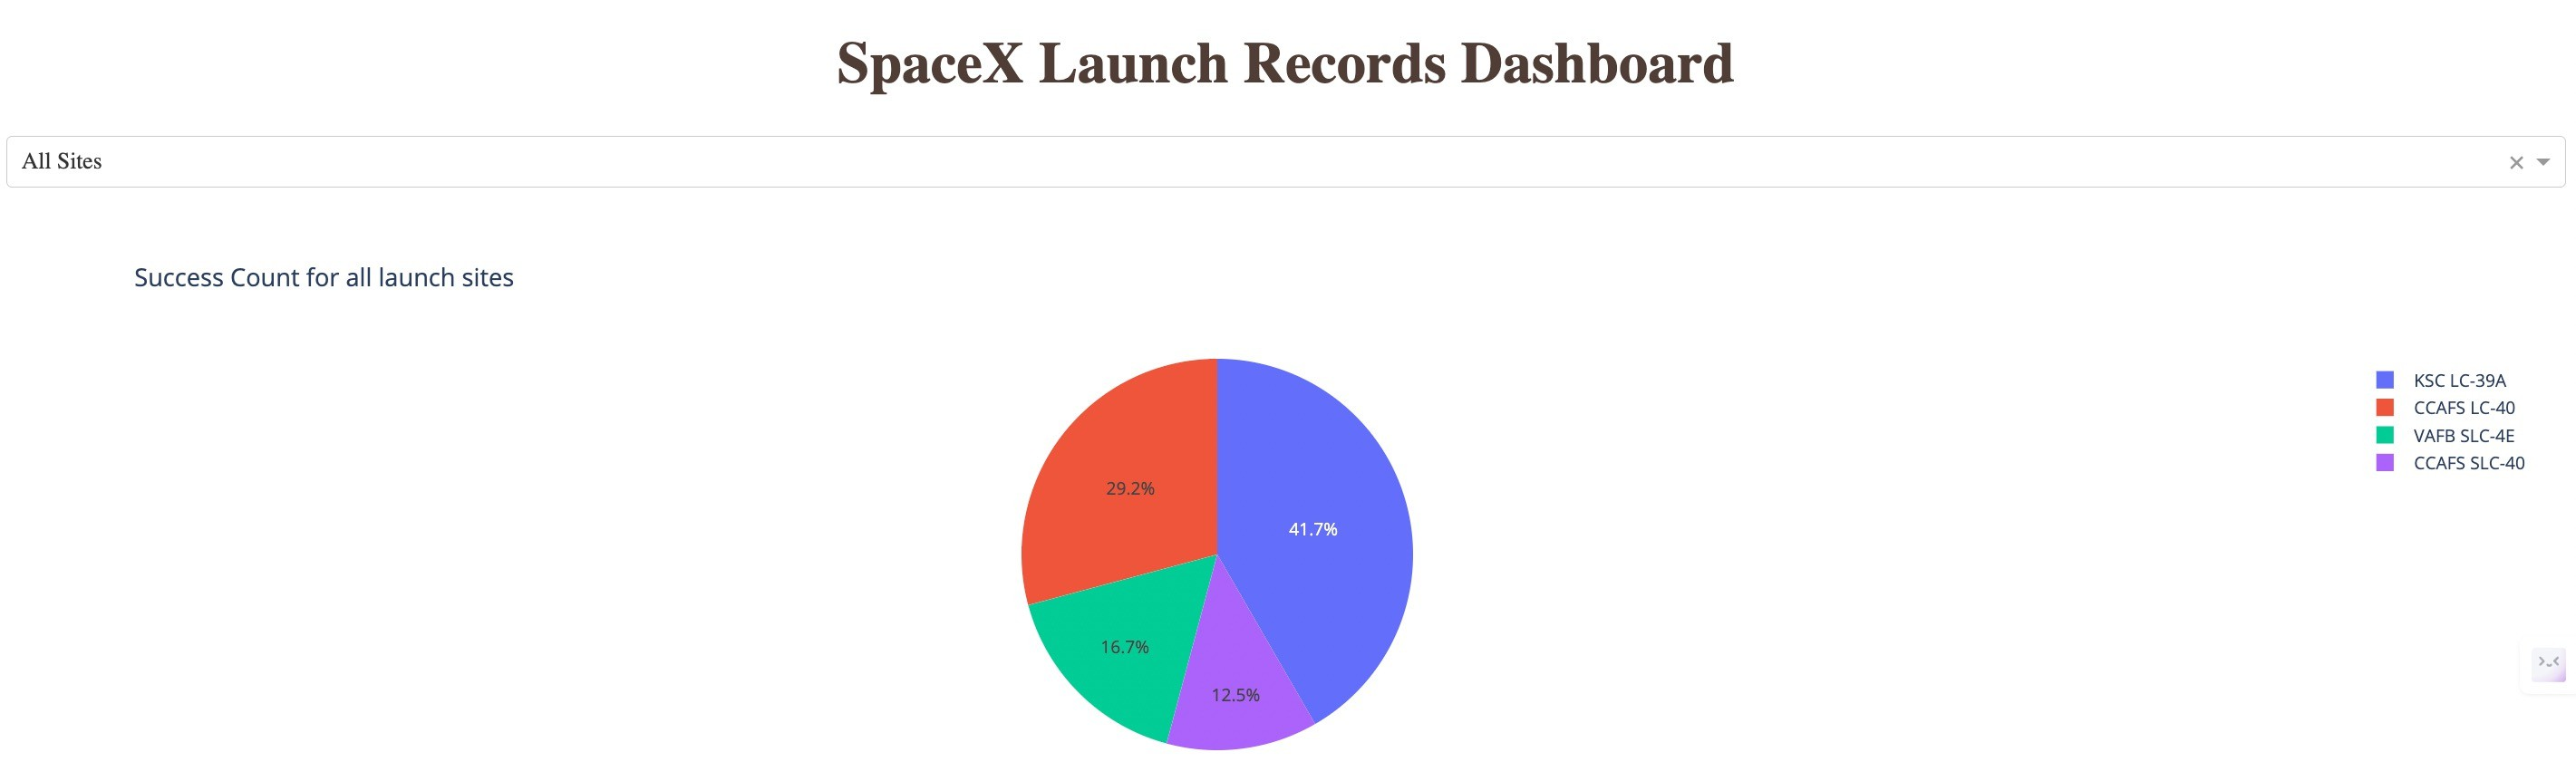 SpaceX Launch Records Dashboard
All Sites
Success Count for all launch sites
KSC LC-39A
CCAFS LC-40
VAFB SLC-4E
CCAFS SLC-40
29.2%
41.7%
16.7%
12.5%